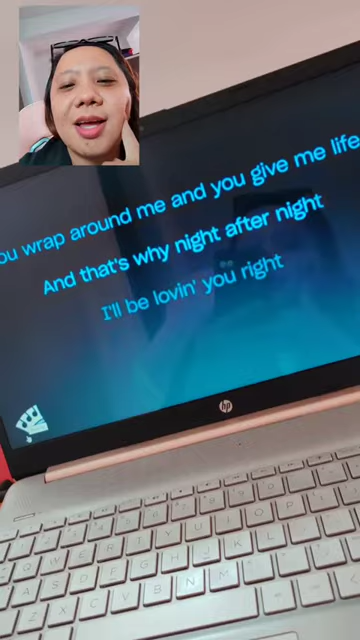 ou wrap around me and you give me life
And that's why night after night
I'll be lovin' you right
hp
Q W E R T Y U I O P
A S D F G H J K L
Z X C V B N M